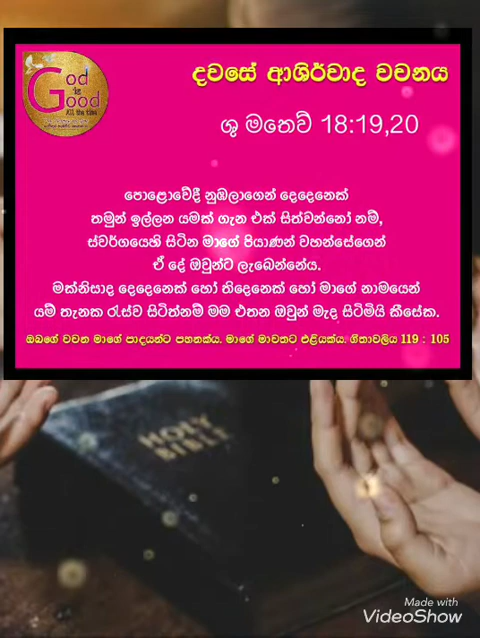 God
is
Good
All the time
දවසේ ආශිර්වාද වචනය
ශු මතෙව් 18:19,20
පොළොවේදී නුඹලාගෙන් දෙදෙනෙක්
තමුන් ඉල්ලන යමක් ගැන එක් සිත්වන්නෝ නම්,
ස්වර්ගයෙහි සිටින මාගේ පියාණන් වහන්සේගෙන්
ඒ දේ ඔවුන්ට ලැබෙන්නේය.
මක්නිසාද දෙදෙනෙක් හෝ තිදෙනෙක් හෝ මාගේ නාමයෙන්
යම් තැනක රැස්ව සිටිත්නම් මම එතන ඔවුන් මැද සිටිමියි කීසේක.
ඔබගේ වචන මාගේ පාදයන්ට පහනක්ය. මාගේ මාවතට එළියක්ය. ගීතාවලිය 119 : 105
HOLY
BIBLE
Made with
VideoShow